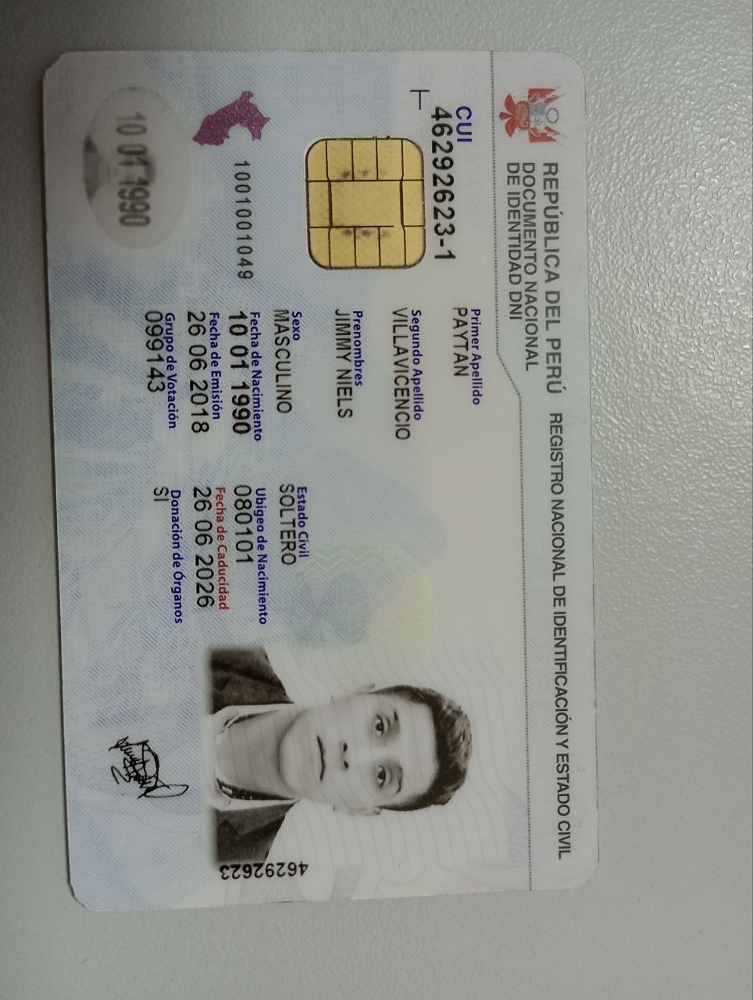 REPÚBLICA DEL PERÚ REGISTRO NACIONAL DE IDENTIFICACIÓN Y ESTADO CIVIL
DOCUMENTO NACIONAL
DE IDENTIDAD DNI
CUI
46292623-1
Primer Apellido
PAYTAN
Segundo Apellido
VILLAVICENCIO
Prenombres
JIMMY NIELS
Sexo
MASCULINO
Estado Civil
SOLTERO
Fecha de Nacimiento
10 01 1990
Ubigeo de Nacimiento
080101
Fecha de Emisión
26 06 2018
Fecha de Caducidad
26 06 2026
Grupo de Votación
099143
Donación de Órganos
SI
1001001049
10 01 1990
46292623